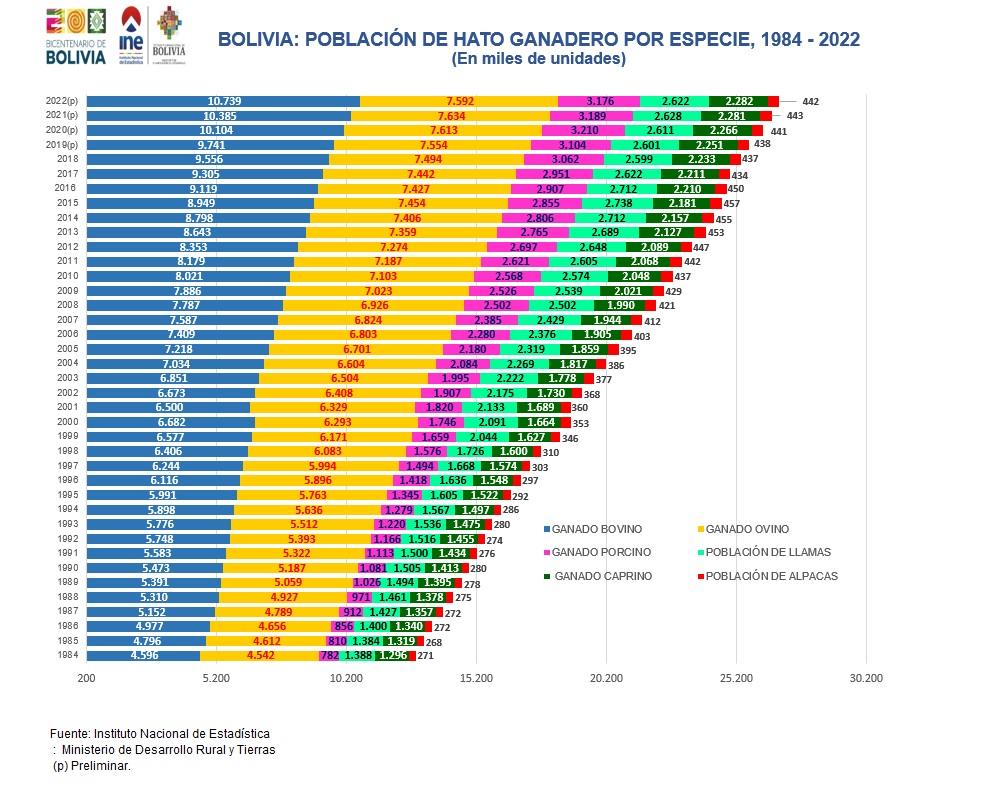 BICENTENARIO DE
BOLIVIA
ine
Instituto Nacional
de Estadística
ESTADO PLURINACIONAL DE
BOLIVIA
BOLIVIA: POBLACIÓN DE HATO GANADERO POR ESPECIE, 1984 - 2022
(En miles de unidades)
2022(p) 10.739 7.592 3.176 2.622 2.282 442
2021(p) 10.385 7.634 3.189 2.628 2.281 443
2020(p) 10.104 7.613 3.210 2.611 2.266 441
2019(p) 9.741 7.554 3.104 2.601 2.251 438
2018 9.556 7.494 3.062 2.599 2.233 437
2017 9.305 7.442 2.951 2.622 2.211 434
2016 9.119 7.427 2.907 2.712 2.210 450
2015 8.949 7.454 2.855 2.738 2.181 457
2014 8.798 7.406 2.806 2.712 2.157 455
2013 8.643 7.359 2.765 2.689 2.127 453
2012 8.353 7.274 2.697 2.648 2.089 447
2011 8.179 7.187 2.621 2.605 2.068 442
2010 8.021 7.103 2.568 2.574 2.048 437
2009 7.886 7.023 2.526 2.539 2.021 429
2008 7.787 6.926 2.502 2.502 1.990 421
2007 7.587 6.824 2.385 2.429 1.944 412
2006 7.409 6.803 2.280 2.376 1.905 403
2005 7.218 6.701 2.180 2.319 1.859 395
2004 7.034 6.604 2.084 2.269 1.817 386
2003 6.851 6.504 1.995 2.222 1.778 377
2002 6.673 6.408 1.907 2.175 1.730 368
2001 6.500 6.329 1.820 2.133 1.689 360
2000 6.682 6.293 1.746 2.091 1.664 353
1999 6.577 6.171 1.659 2.044 1.627 346
1998 6.406 6.083 1.576 1.726 1.600 310
1997 6.244 5.994 1.494 1.668 1.574 303
1996 6.116 5.896 1.418 1.636 1.548 297
1995 5.991 5.763 1.345 1.605 1.522 292
1994 5.898 5.636 1.279 1.567 1.497 286
1993 5.776 5.512 1.220 1.536 1.475 280
1992 5.748 5.393 1.166 1.516 1.455 274
1991 5.583 5.322 1.113 1.500 1.434 276
1990 5.473 5.187 1.081 1.505 1.413 280
1989 5.391 5.059 1.026 1.494 1.395 278
1988 5.310 4.927 971 1.461 1.378 275
1987 5.152 4.789 912 1.427 1.357 272
1986 4.977 4.656 856 1.400 1.340 272
1985 4.796 4.612 810 1.384 1.319 268
1984 4.596 4.542 782 1.388 1.296 271
GANADO BOVINO GANADO OVINO
GANADO PORCINO POBLACIÓN DE LLAMAS
GANADO CAPRINO POBLACIÓN DE ALPACAS
200 5.200 10.200 15.200 20.200 25.200 30.200
Fuente: Instituto Nacional de Estadística
: Ministerio de Desarrollo Rural y Tierras
(p) Preliminar.